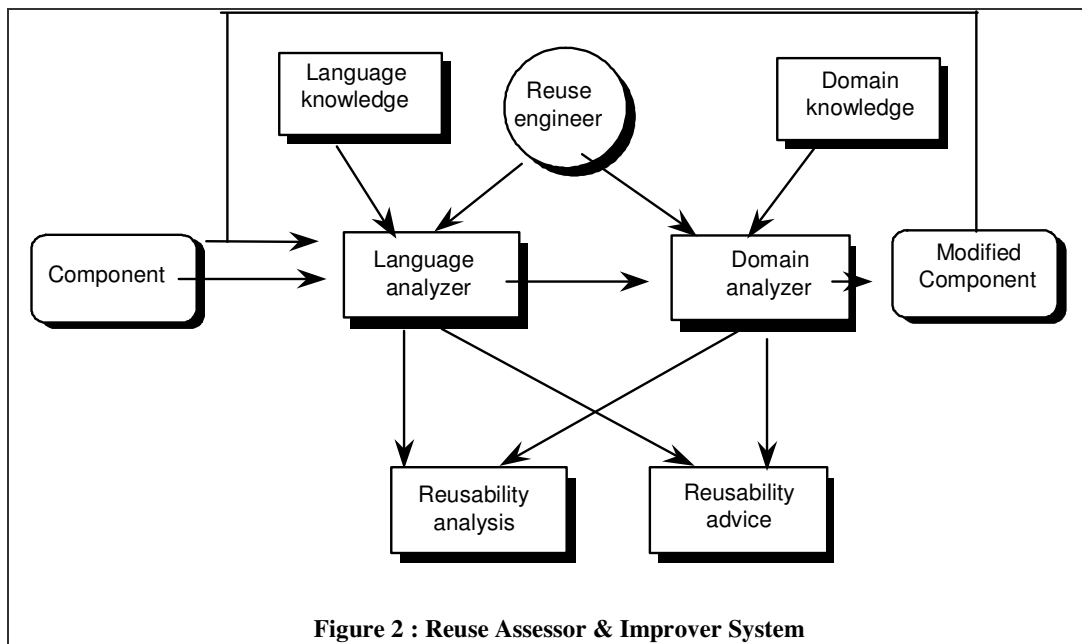 Language
knowledge
Reuse
engineer
Domain
knowledge
Component
Language
analyzer
Domain
analyzer
Modified
Component
Reusability
analysis
Reusability
advice
Figure 2 : Reuse Assessor & Improver System